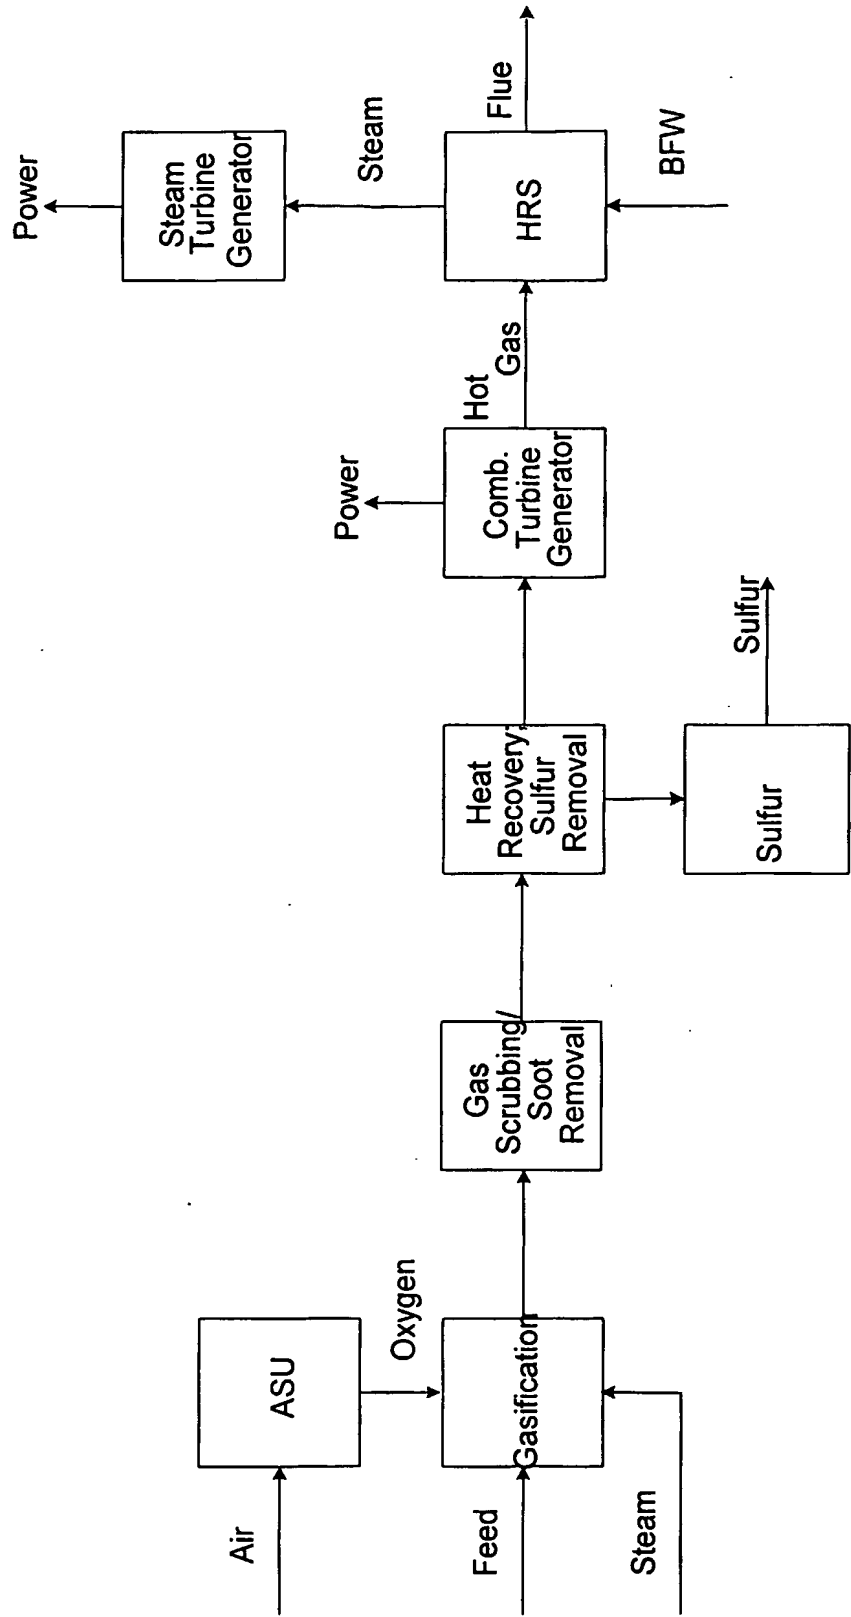 Air
ASU
Oxygen
Feed
Gasification
Steam
Gas
Scrubbing/
Soot
Removal
Heat
Recovery;
Sulfur
Removal
Sulfur
Sulfur
Power
Comb.
Turbine
Generator
Hot
Gas
HRS
Flue
BFW
Steam
Steam
Turbine
Generator
Power